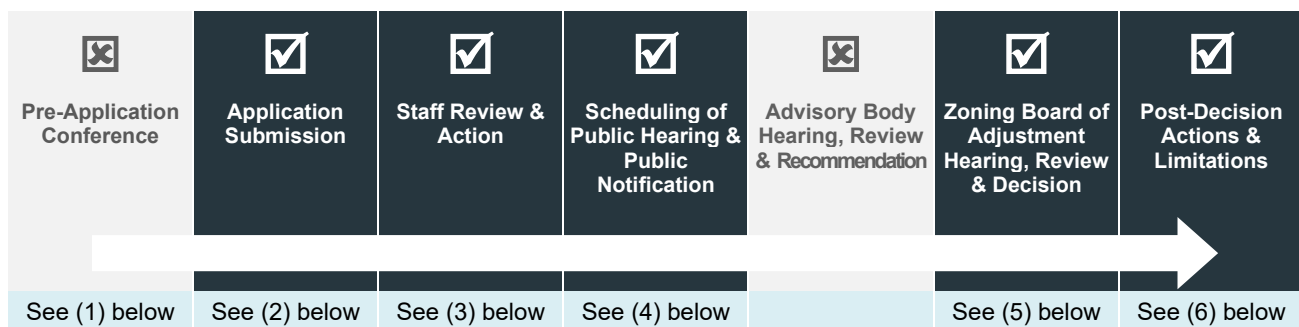 Pre-Application
Conference
Application
Submission
Staff Review &
Action
Scheduling of
Public Hearing &
Public
Notification
Advisory Body
Hearing, Review
& Recommendation
Zoning Board of
Adjustment
Hearing, Review
& Decision
Post-Decision
Actions &
Limitations
See (1) below
See (2) below
See (3) below
See (4) below
See (5) below
See (6) below